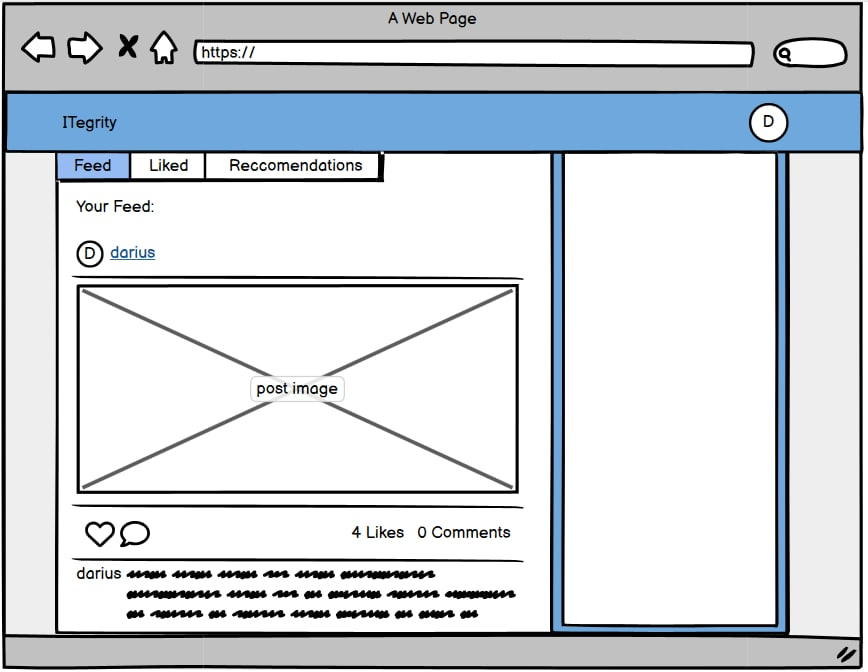 A Web Page
https://
ITegrity
D
Feed Liked Reccomendations
Your Feed:
D darius
post image
4 Likes 0 Comments
darius